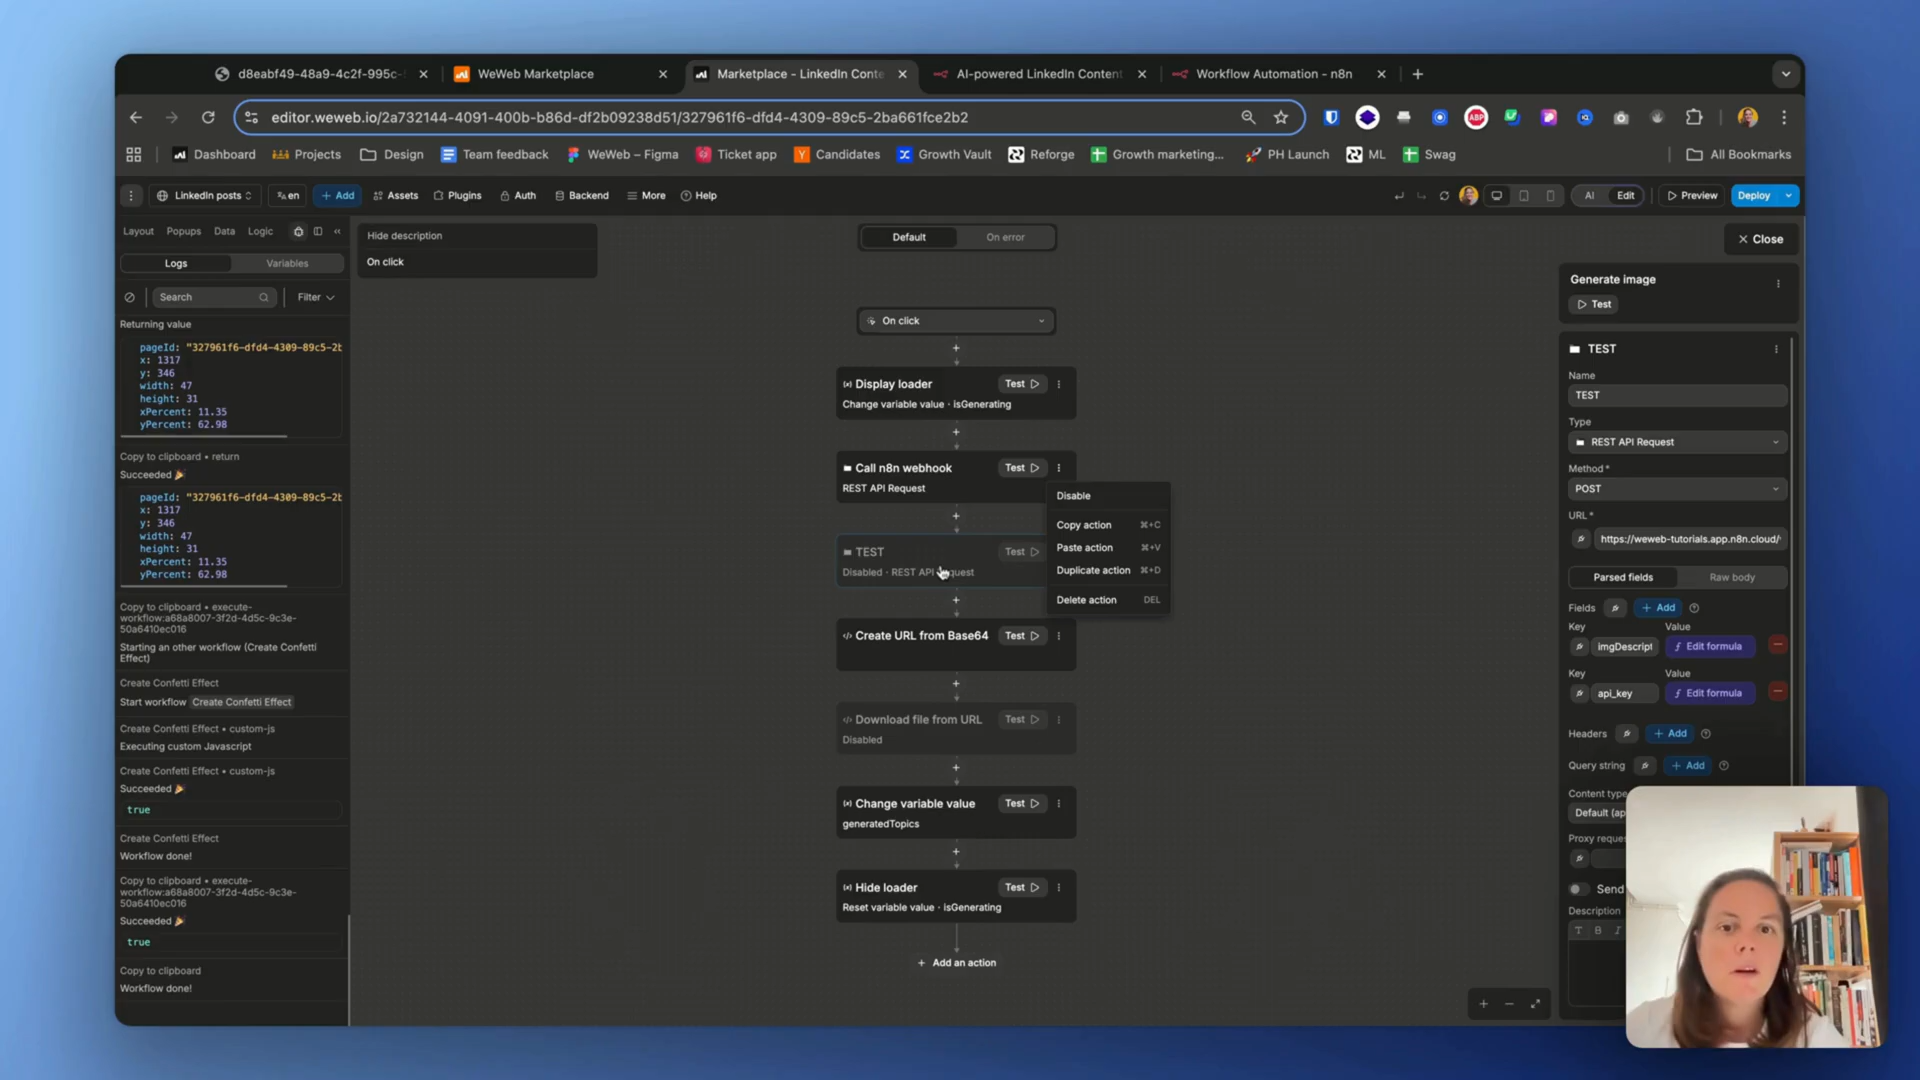 d8eabf49-48a9-4c2f-995c-
WeWeb Marketplace
Marketplace - LinkedIn Conte
AI-powered LinkedIn Content
Workflow Automation - n8n
editor.weweb.io/2a732144-4091-400b-b86d-df2b09238d51/327961f6-dfd4-4309-89c5-2ba661fce2b2
ABP
Dashboard
Projects
Design
Team feedback
WeWeb – Figma
Ticket app
Candidates
Growth Vault
Reforge
Growth marketing...
PH Launch
ML
Swag
All Bookmarks
LinkedIn posts
en
+ Add
Assets
Plugins
Auth
Backend
More
Help
AI
Edit
Preview
Deploy
Layout
Popups
Data
Logic
Logs
Variables
Search
Filter
Returning value
pageId: "327961f6-dfd4-4309-89c5-2b
x: 1317
y: 346
width: 47
height: 31
xPercent: 11.35
yPercent: 62.98
Copy to clipboard • return
Succeeded 🎉
pageId: "327961f6-dfd4-4309-89c5-2b
x: 1317
y: 346
width: 47
height: 31
xPercent: 11.35
yPercent: 62.98
Copy to clipboard • execute-
workflow:a68a8007-3f2d-4d5c-9c3e-
50a6410ec016
Starting an other workflow (Create Confetti
Effect)
Create Confetti Effect
Start workflow Create Confetti Effect
Create Confetti Effect • custom-js
Executing custom Javascript
Create Confetti Effect • custom-js
Succeeded 🎉
true
Create Confetti Effect
Workflow done!
Copy to clipboard • execute-
workflow:a68a8007-3f2d-4d5c-9c3e-
50a6410ec016
Succeeded 🎉
true
Copy to clipboard
Workflow done!
Hide description
On click
Default
On error
On click
Display loader
Test
Change variable value · isGenerating
Call n8n webhook
Test
REST API Request
TEST
Test
Disabled · REST API Request
Create URL from Base64
Test
Download file from URL
Test
Disabled
Change variable value
Test
generatedTopics
Hide loader
Test
Reset variable value · isGenerating
+ Add an action
Disable
Copy action ⌘+C
Paste action ⌘+V
Duplicate action ⌘+D
Delete action DEL
Close
Generate image
Test
TEST
Name
TEST
Type
REST API Request
Method *
POST
URL *
https://weweb-tutorials.app.n8n.cloud/
Parsed fields
Raw body
Fields
+ Add
Key
Value
imgDescript
Edit formula
Key
Value
api_key
Edit formula
Headers
+ Add
Query string
+ Add
Content type
Default (ap
Proxy reque
Send
Description
T B I